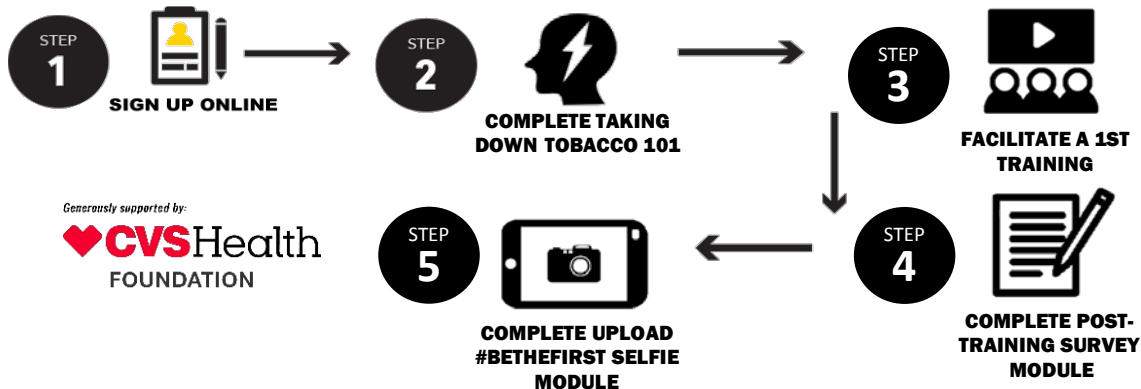 STEP
1
SIGN UP ONLINE
STEP
2
COMPLETE TAKING
DOWN TOBACCO 101
STEP
3
FACILITATE A 1ST
TRAINING
STEP
4
COMPLETE POST-
TRAINING SURVEY
MODULE
STEP
5
COMPLETE UPLOAD
#BETHEFIRST SELFIE
MODULE
Generously supported by:
CVSHealth
FOUNDATION